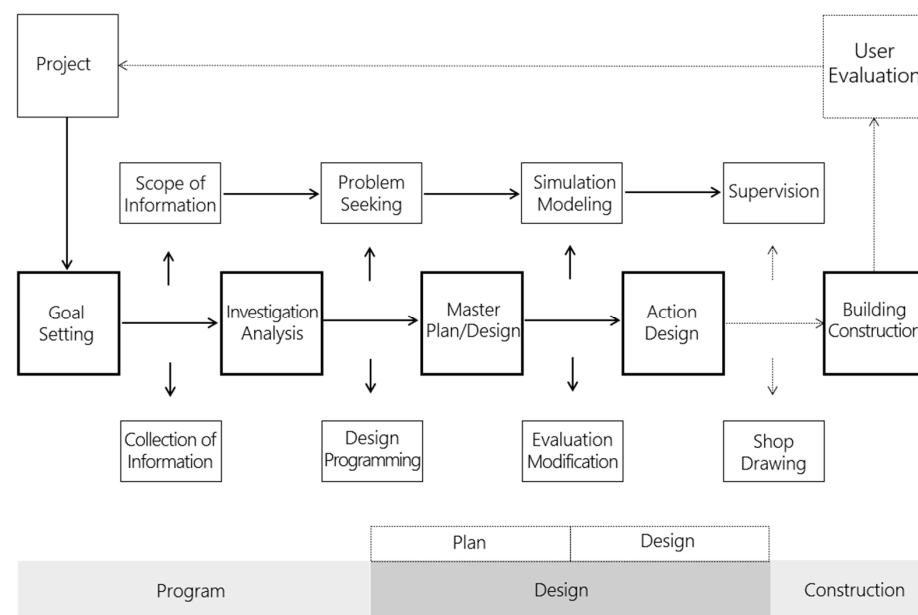 Project
User
Evaluation
Scope of
Information
Problem
Seeking
Simulation
Modeling
Supervision
Goal
Setting
Investigation
Analysis
Master
Plan/Design
Action
Design
Building
Construction
Collection of
Information
Design
Programming
Evaluation
Modification
Shop
Drawing
Plan
Design
Program
Design
Construction